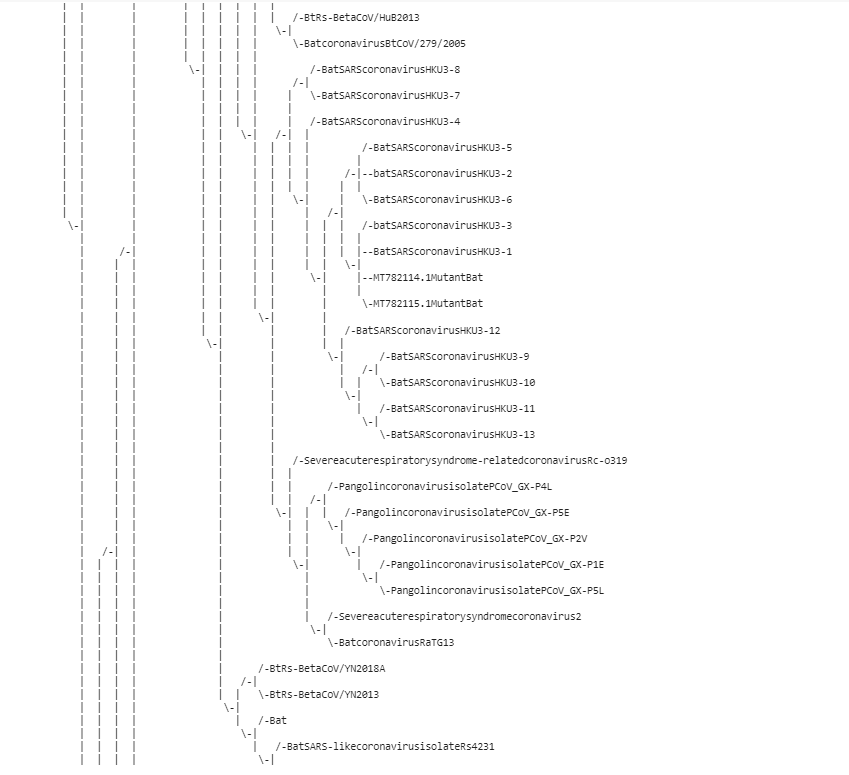 /-BtRs-BetaCoV/HuB2013
\-BatcoronavirusBtCoV/279/2005
/-BatSARScoronavirusHKU3-8
\-BatSARScoronavirusHKU3-7
/-BatSARScoronavirusHKU3-4
/-BatSARScoronavirusHKU3-5
--batSARScoronavirusHKU3-2
\-BatSARScoronavirusHKU3-6
/-batSARScoronavirusHKU3-3
--BatSARScoronavirusHKU3-1
--MT782114.1MutantBat
\-MT782115.1MutantBat
/-BatSARScoronavirusHKU3-12
/-BatSARScoronavirusHKU3-9
\-BatSARScoronavirusHKU3-10
/-BatSARScoronavirusHKU3-11
\-BatSARScoronavirusHKU3-13
/-Severeacuterespiratorysyndrome-relatedcoronavirusRc-o319
/-PangolincoronavirusisolatePCoV_GX-P4L
/-PangolincoronavirusisolatePCoV_GX-P5E
/-PangolincoronavirusisolatePCoV_GX-P2V
/-PangolincoronavirusisolatePCoV_GX-P1E
\-PangolincoronavirusisolatePCoV_GX-P5L
/-Severeacuterespiratorysyndromecoronavirus2
\-BatcoronavirusRaTG13
/-BtRs-BetaCoV/YN2018A
\-BtRs-BetaCoV/YN2013
/-Bat
/-BatSARS-likecoronavirusisolateRs4231